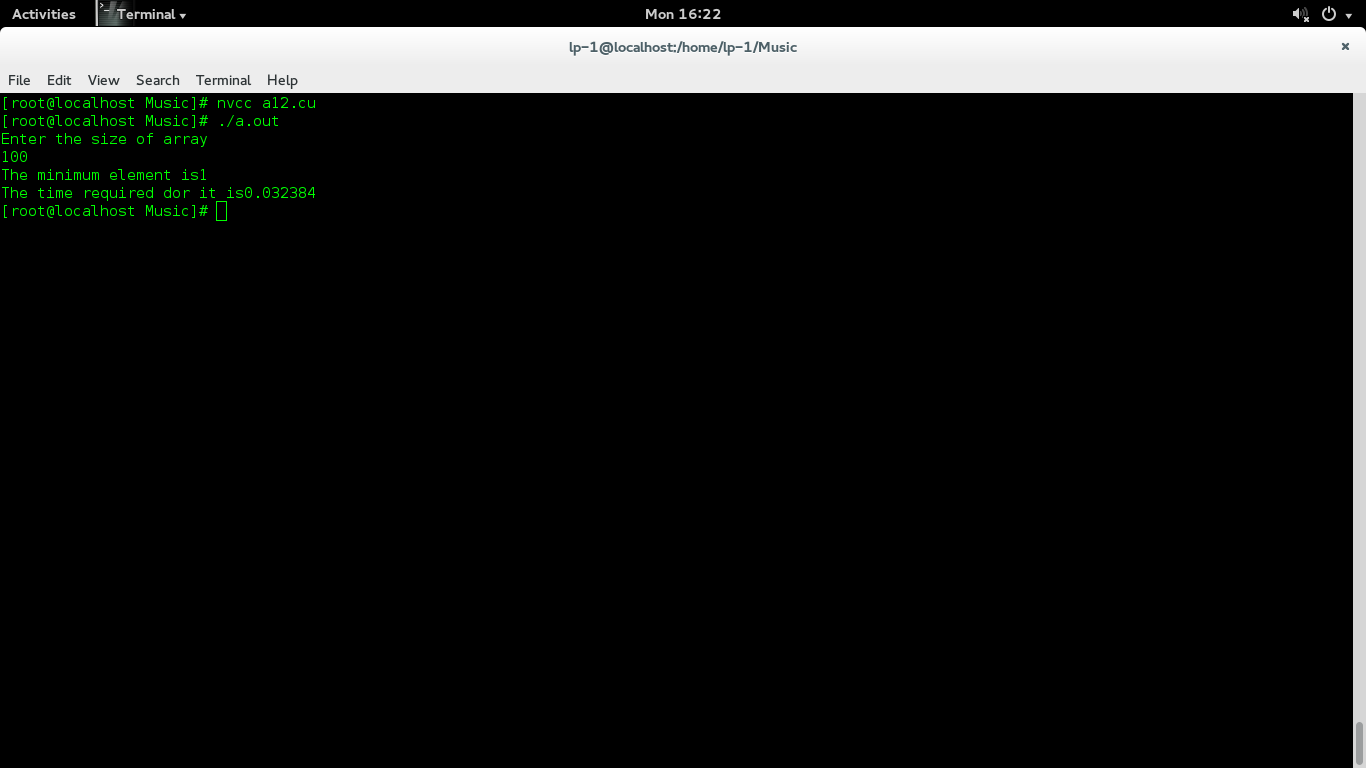 Activities Terminal Mon 16:22
lp-1@localhost:/home/lp-1/Music
File Edit View Search Terminal Help
[root@localhost Music]# nvcc a12.cu
[root@localhost Music]# ./a.out
Enter the size of array
100
The minimum element is1
The time required dor it is0.032384
[root@localhost Music]#